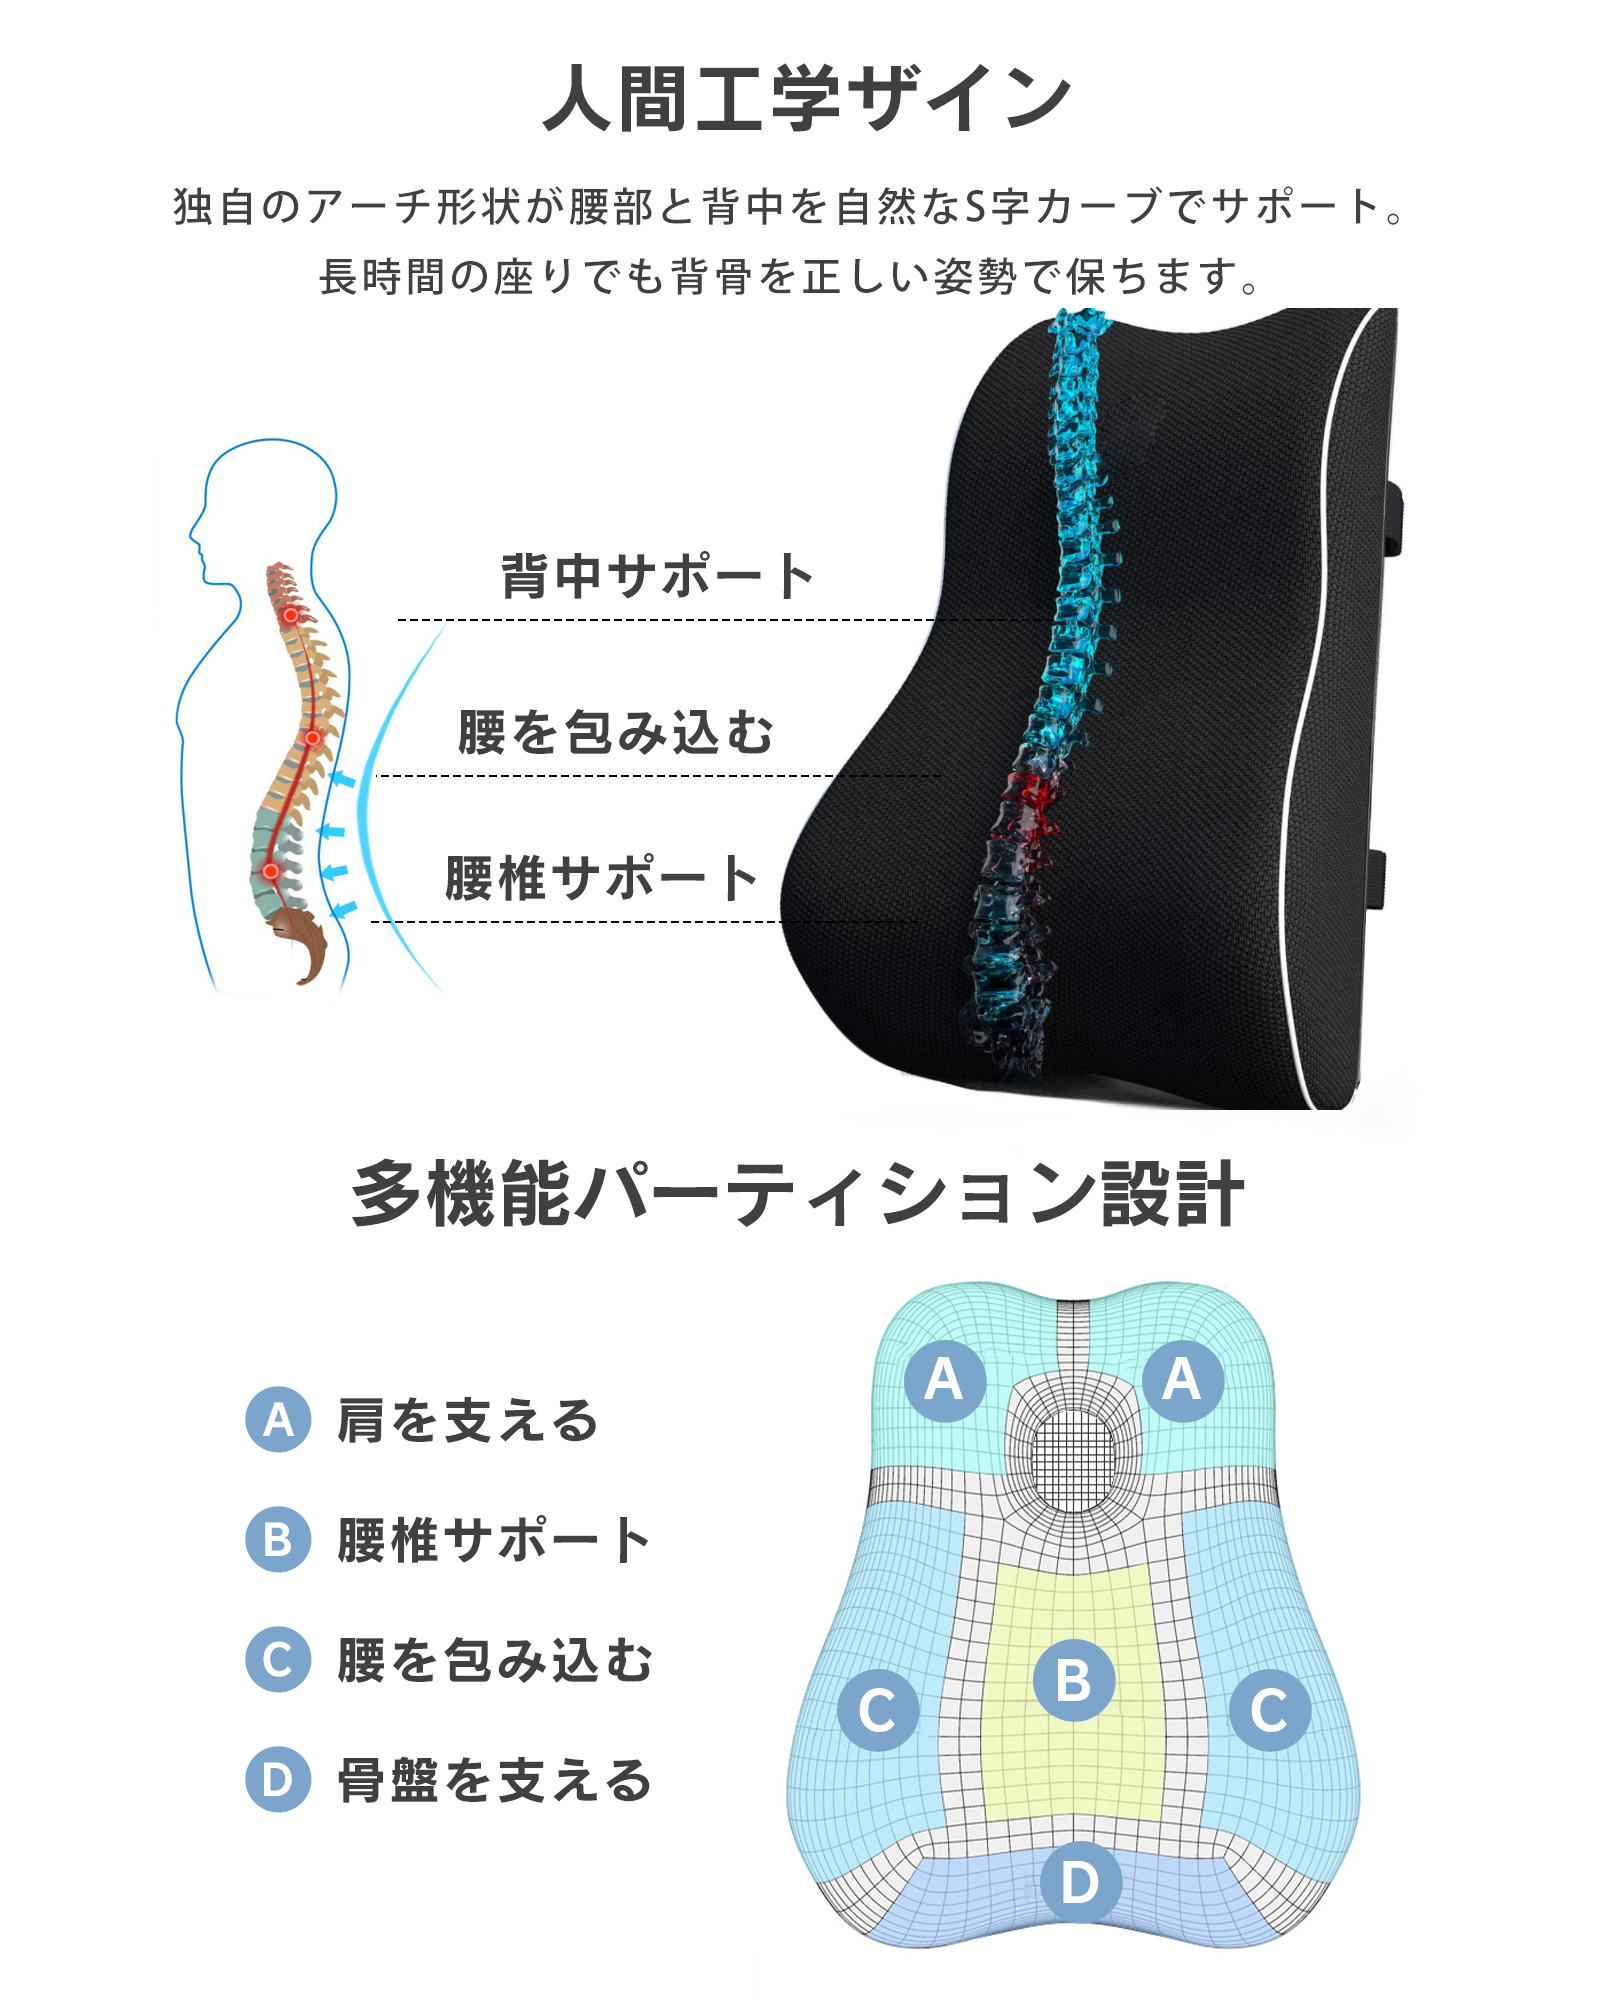 人間工学ザイン
独自のアーチ形状が腰部と背中を自然なS字カーブでサポート。
長時間の座りでも背骨を正しい姿勢で保ちます。
背中サポート
腰を包み込む
腰椎サポート
多機能パーティション設計
A 肩を支える
B 腰椎サポート
C 腰を包み込む
D 骨盤を支える
A A
B
C C
D